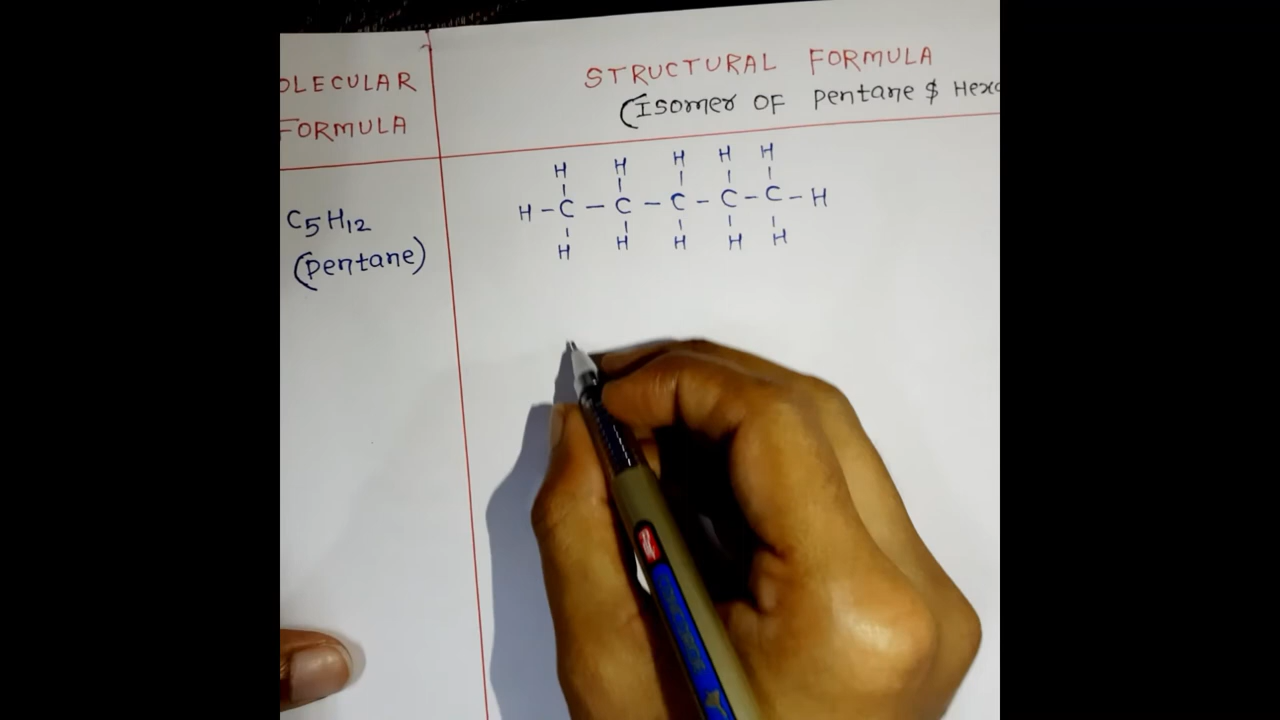 OLECULAR
FORMULA
STRUCTURAL FORMULA
(Isomer OF Pentane $ Hexa
C5H12
(pentane)
H H H H H
H - C - C - C - C - C - H
H H H H H